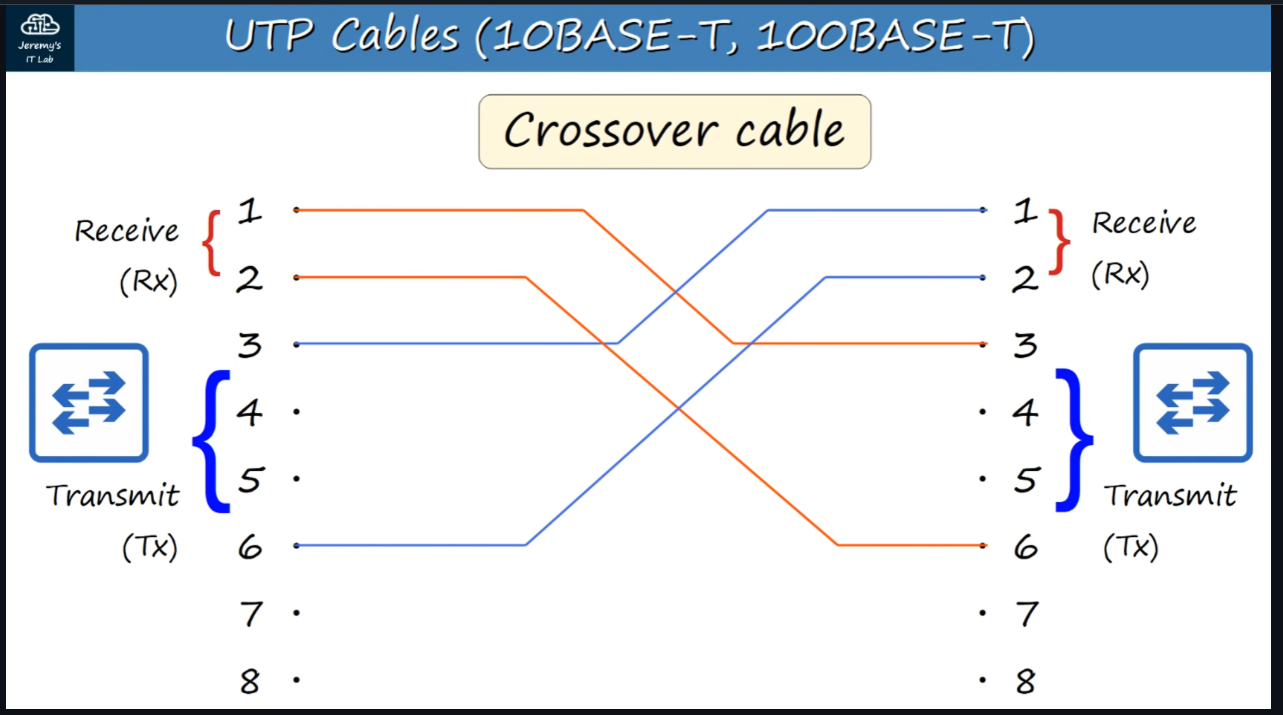 Jeremy's
IT Lab
UTP Cables (10BASE-T, 100BASE-T)
Crossover cable
Receive
(Rx)
1
2
3
4
5
6
7
8
Transmit
(Tx)
1
2
3
4
5
6
7
8
Receive
(Rx)
Transmit
(Tx)